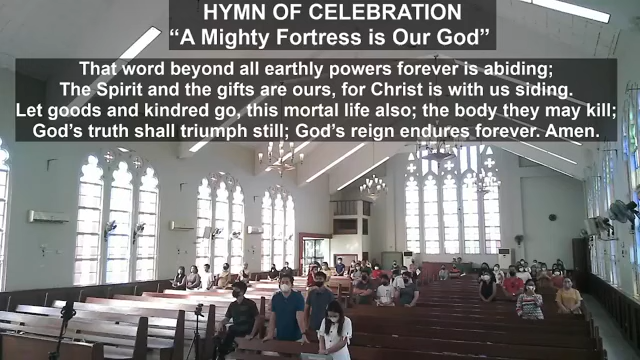 HYMN OF CELEBRATION
“A Mighty Fortress is Our God”
That word beyond all earthly powers forever is abiding;
The Spirit and the gifts are ours, for Christ is with us siding.
Let goods and kindred go, this mortal life also; the body they may kill;
God’s truth shall triumph still; God’s reign endures forever. Amen.